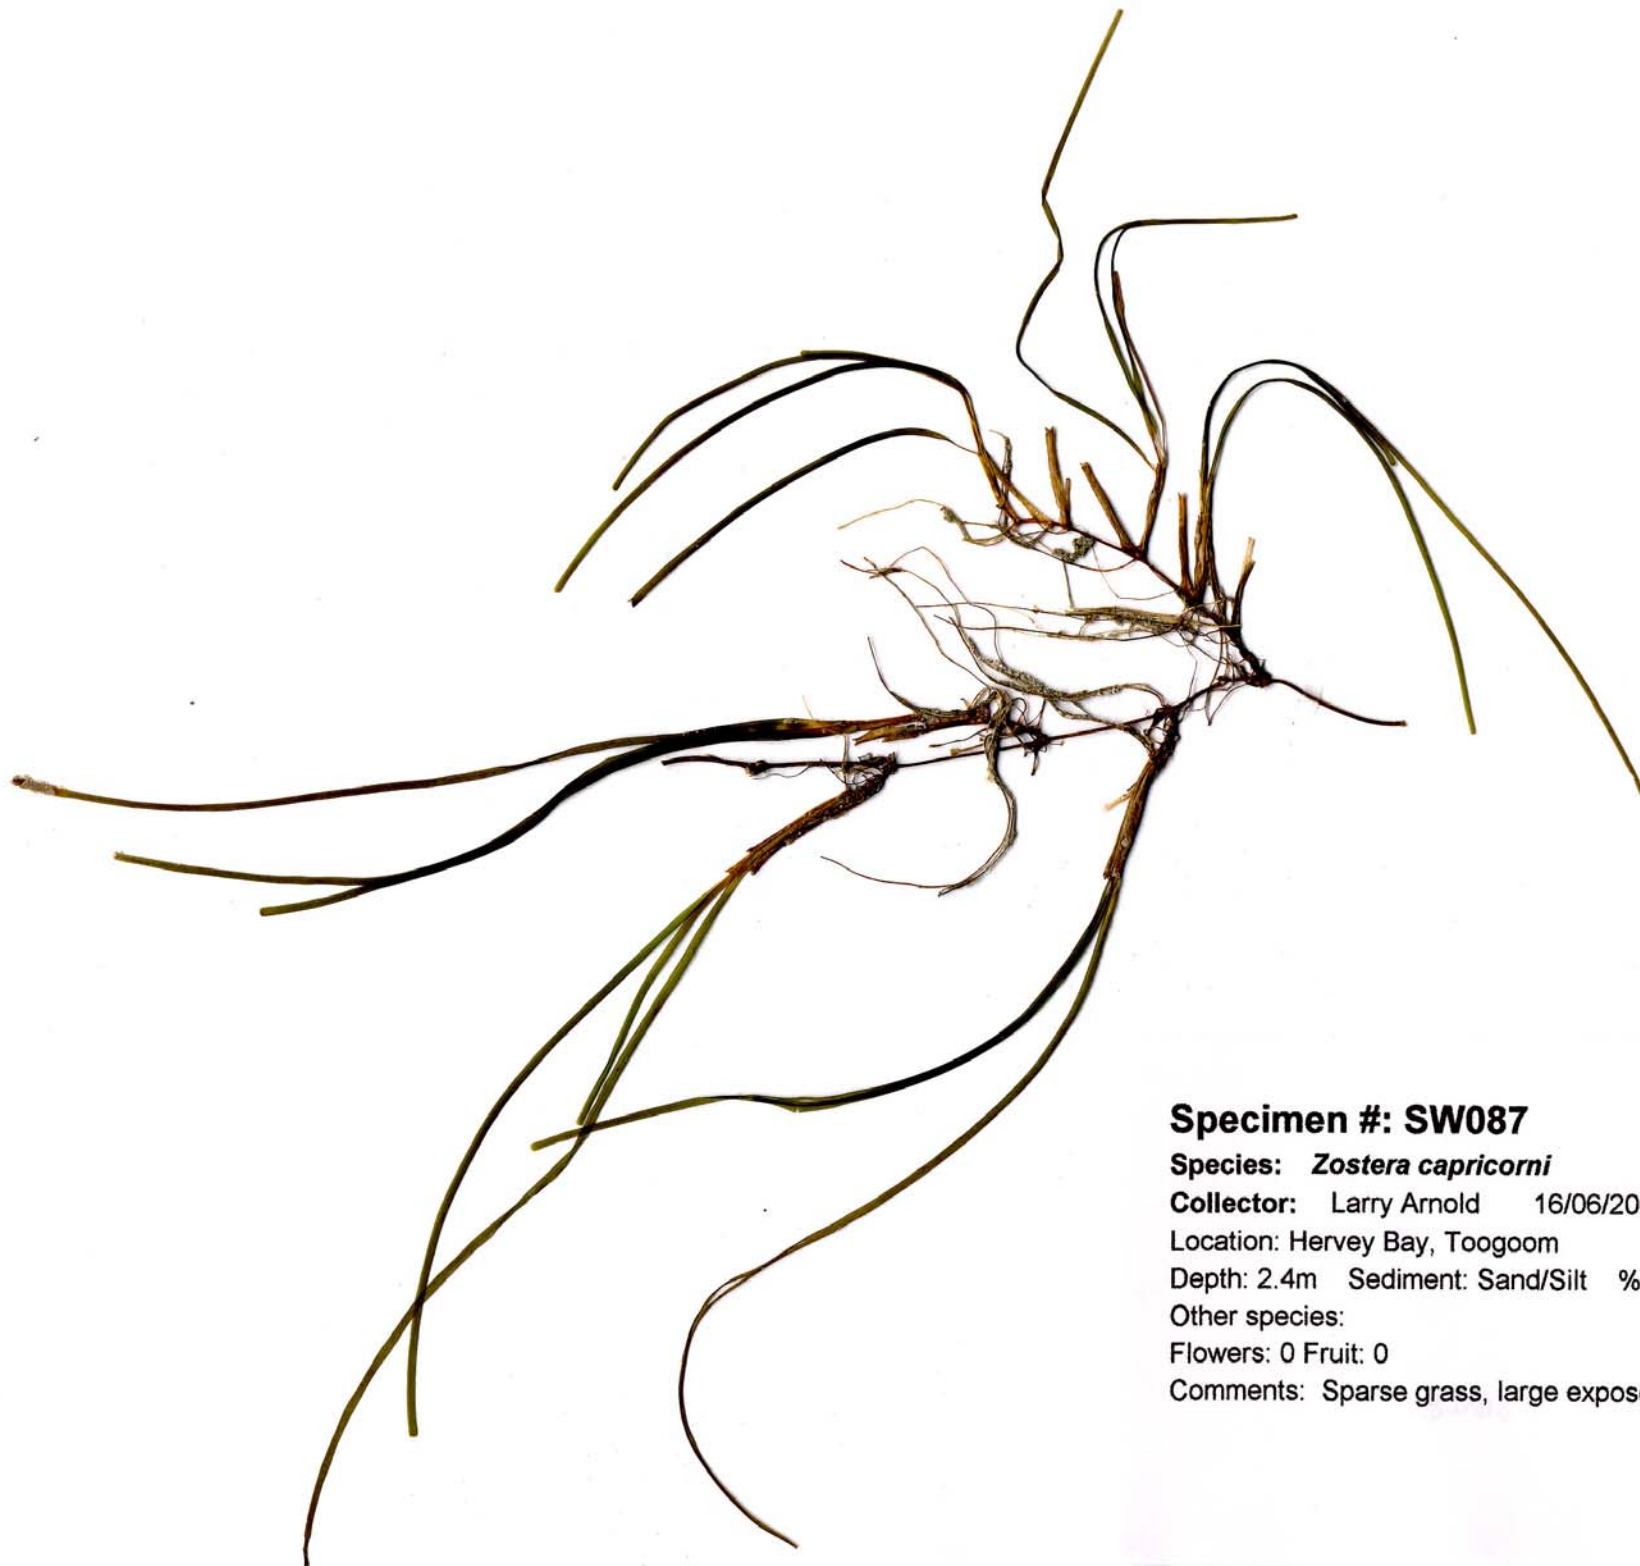 Specimen #: SW087
Species: Zostera capricorni
Collector: Larry Arnold 16/06/20
Location: Hervey Bay, Toogoom
Depth: 2.4m Sediment: Sand/Silt %
Other species:
Flowers: 0 Fruit: 0
Comments: Sparse grass, large